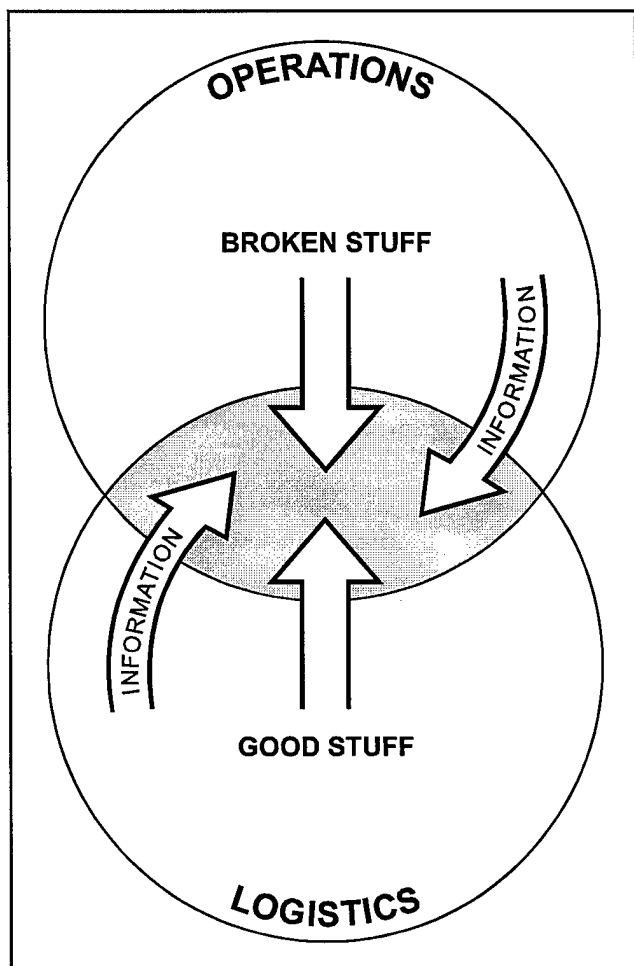 OPERATIONS
BROKEN STUFF
INFORMATION
INFORMATION
GOOD STUFF
LOGISTICS